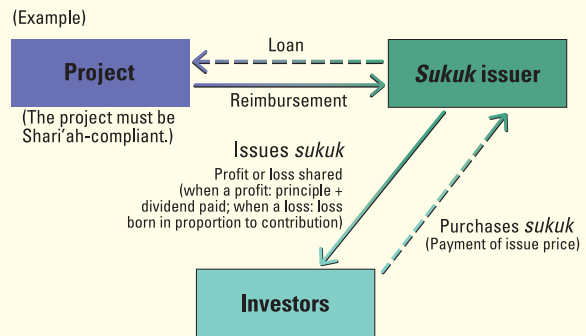 (Example)
Loan
Project
Sukuk issuer
Reimbursement
(The project must be
Shari'ah-compliant.)
Issues sukuk
Profit or loss shared
(when a profit: principle +
dividend paid; when a loss: loss
born in proportion to contribution)
Purchases sukuk
(Payment of issue price)
Investors